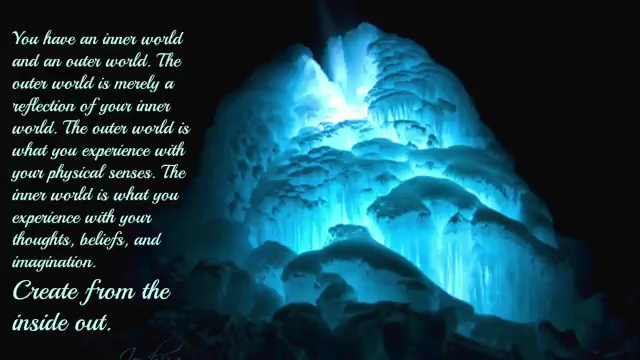 You have an inner world
and an outer world. The
outer world is merely a
reflection of your inner
world. The outer world is
what you experience with
your physical senses. The
inner world is what you
experience with your
thoughts, beliefs, and
imagination.
Create from the
inside out.